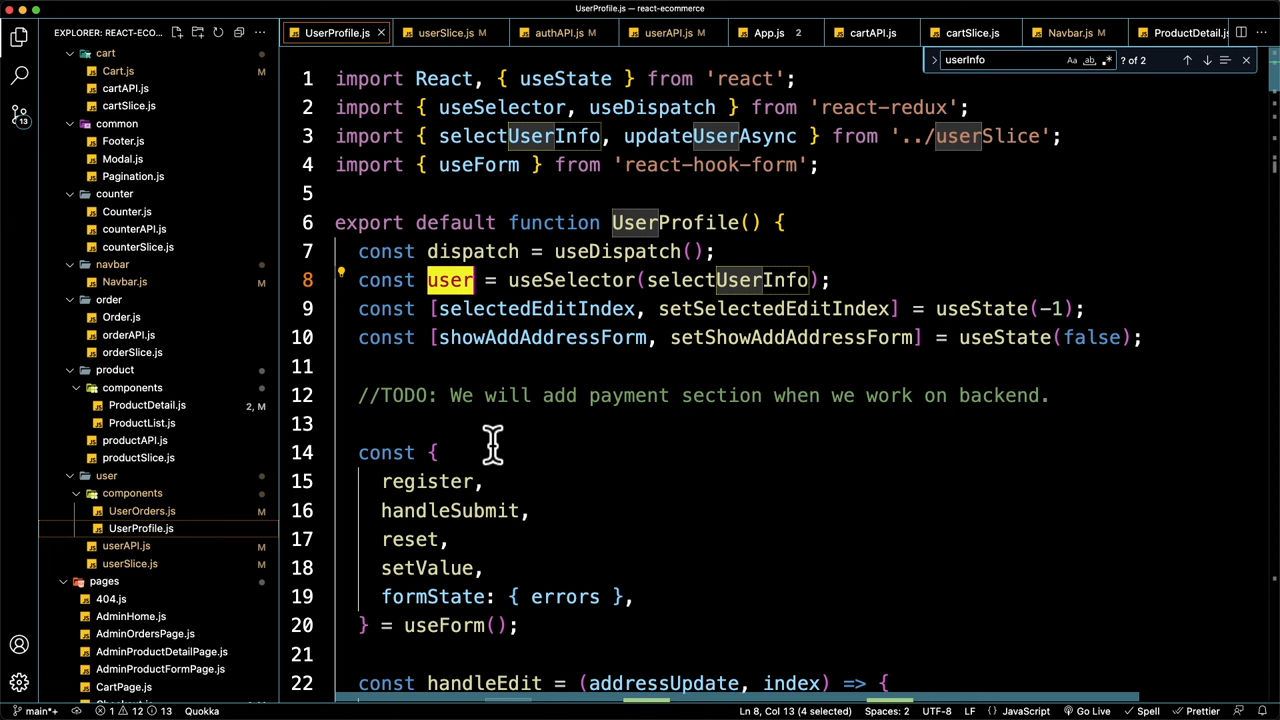 UserProfile.js — react-ecommerce
EXPLORER: REACT-ECO...
UserProfile.js
userSlice.js M
authAPI.js M
userAPI.js M
App.js 2
cartAPI.js
cartSlice.js
Navbar.js M
ProductDetail.js
userInfo
Aa
ab
? of 2
cart
Cart.js M
cartAPI.js
cartSlice.js
common
Footer.js
Modal.js
Pagination.js
counter
Counter.js
counterAPI.js
counterSlice.js
navbar
Navbar.js M
order
Order.js
orderAPI.js
orderSlice.js
product
components
ProductDetail.js 2, M
ProductList.js
productAPI.js
productSlice.js
user
components
UserOrders.js M
UserProfile.js
userAPI.js M
userSlice.js M
pages
404.js
AdminHome.js
AdminOrdersPage.js
AdminProductDetailPage.js
AdminProductFormPage.js
CartPage.js
13
1 import React, { useState } from 'react';
2 import { useSelector, useDispatch } from 'react-redux';
3 import { selectUserInfo, updateUserAsync } from '../userSlice';
4 import { useForm } from 'react-hook-form';
5
6 export default function UserProfile() {
7 const dispatch = useDispatch();
8 const user = useSelector(selectUserInfo);
9 const [selectedEditIndex, setSelectedEditIndex] = useState(-1);
10 const [showAddAddressForm, setShowAddAddressForm] = useState(false);
11
12 //TODO: We will add payment section when we work on backend.
13
14 const {
15 register,
16 handleSubmit,
17 reset,
18 setValue,
19 formState: { errors },
20 } = useForm();
21
22 const handleEdit = (addressUpdate, index) => {
main*+ 1 12 13 Quokka Ln 8, Col 13 (4 selected) Spaces: 2 UTF-8 LF {} JavaScript Go Live Spell Prettier